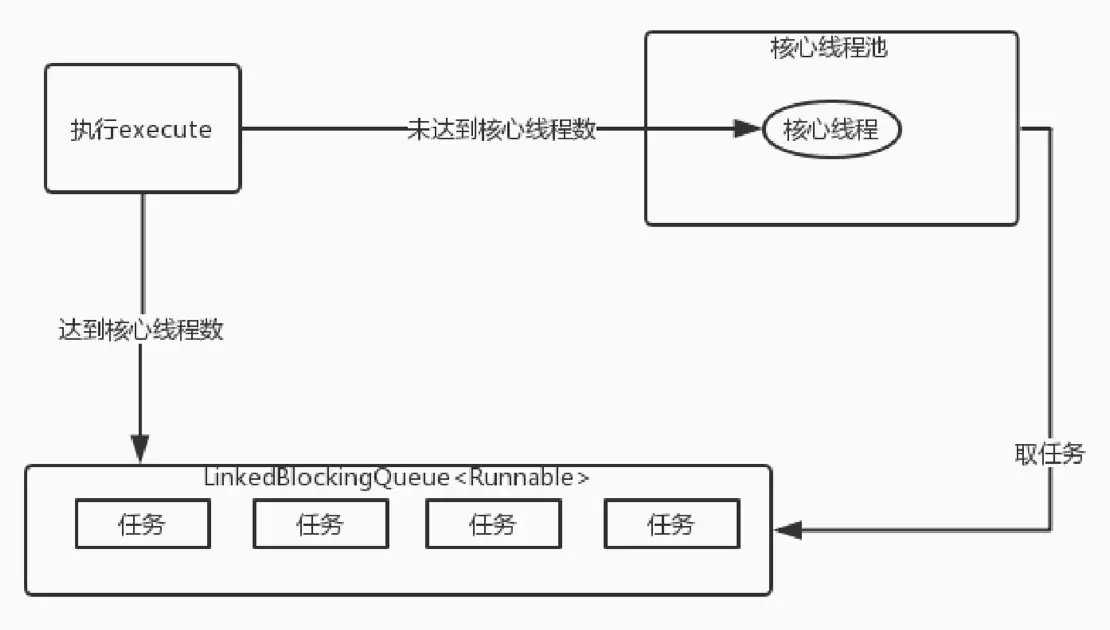 核心线程池
执行execute
未达到核心线程数
核心线程
达到核心线程数
取任务
LinkedBlockingQueue<Runnable>
任务
任务
任务
任务